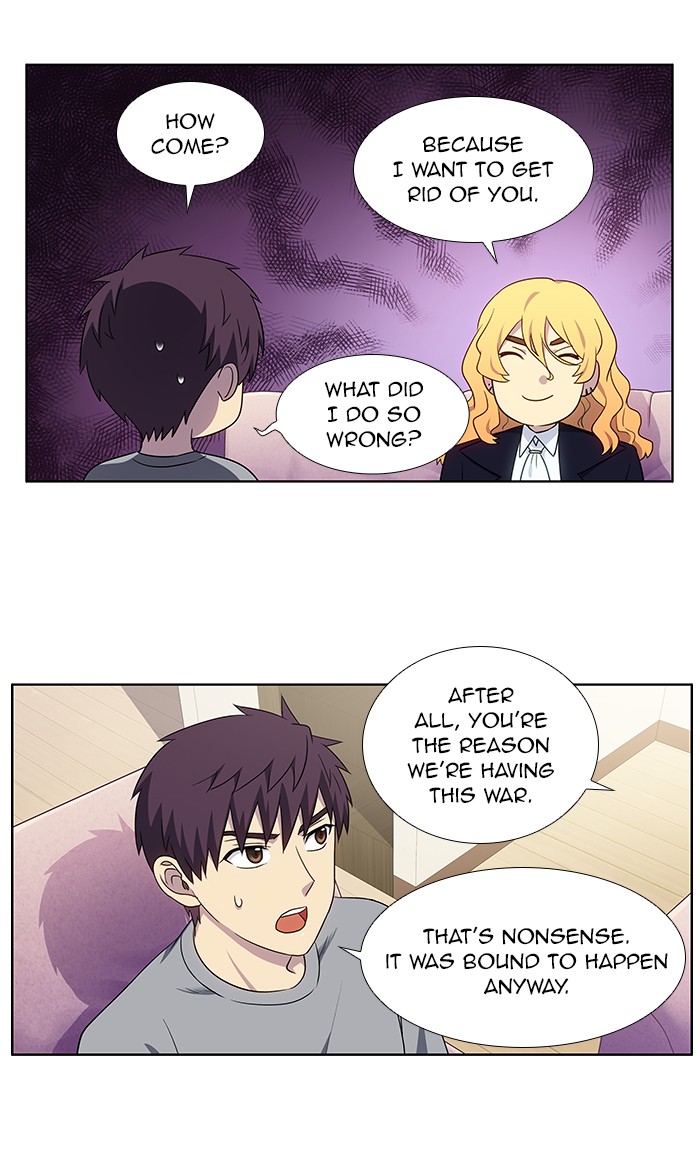 HOW
COME?
BECAUSE
I WANT TO GET
RID OF YOU.
WHAT DID
I DO SO
WRONG?
AFTER
ALL, YOU'RE
THE REASON
WE'RE HAVING
THIS WAR.
THAT'S NONSENSE.
IT WAS BOUND TO HAPPEN
ANYWAY.